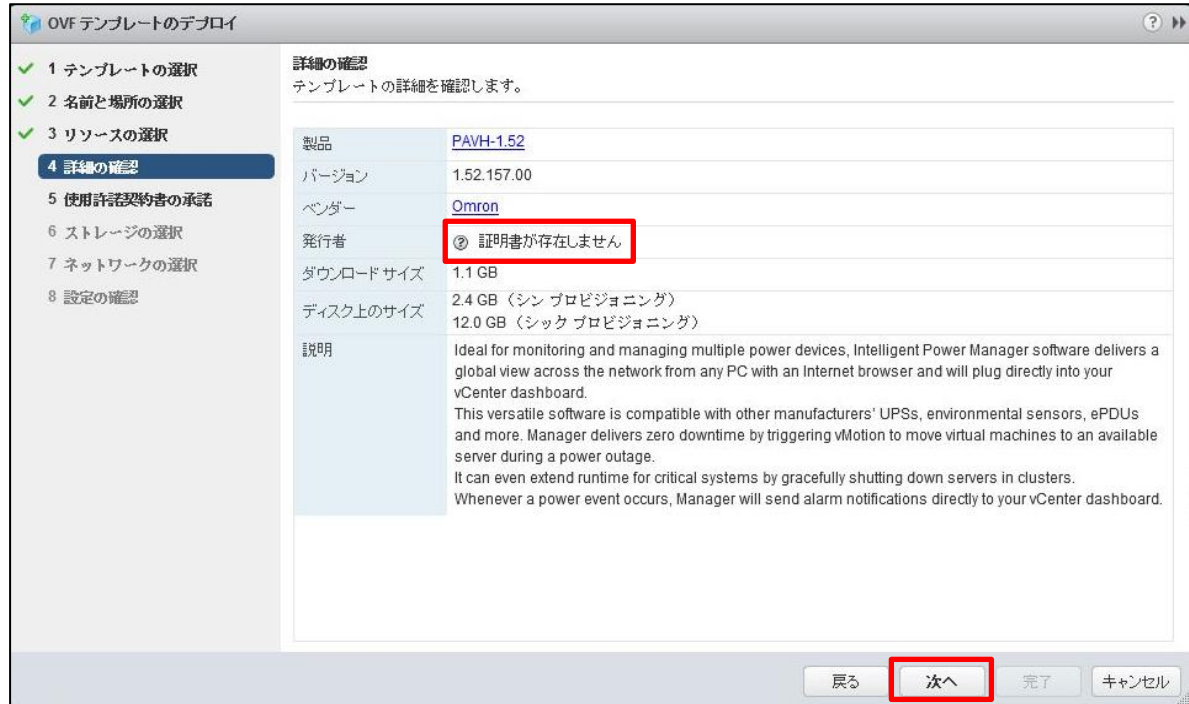 OVF テンプレートのデプロイ
1 テンプレートの選択
2 名前と場所の選択
3 リソースの選択
4 詳細の確認
5 使用許諾契約書の承諾
6 ストレージの選択
7 ネットワークの選択
8 設定の確認
詳細の確認
テンプレートの詳細を確認します。
製品 PAVH-1.52
バージョン 1.52.157.00
ベンダー Omron
発行者 証明書が存在しません
ダウンロード サイズ 1.1 GB
ディスク上のサイズ 2.4 GB（シン プロビジョニング）
12.0 GB（シック プロビジョニング）
説明 Ideal for monitoring and managing multiple power devices, Intelligent Power Manager software delivers a
global view across the network from any PC with an Internet browser and will plug directly into your
vCenter dashboard.
This versatile software is compatible with other manufacturers' UPSs, environmental sensors, ePDUs
and more. Manager delivers zero downtime by triggering vMotion to move virtual machines to an available
server during a power outage.
It can even extend runtime for critical systems by gracefully shutting down servers in clusters.
Whenever a power event occurs, Manager will send alarm notifications directly to your vCenter dashboard.
戻る 次へ 完了 キャンセル